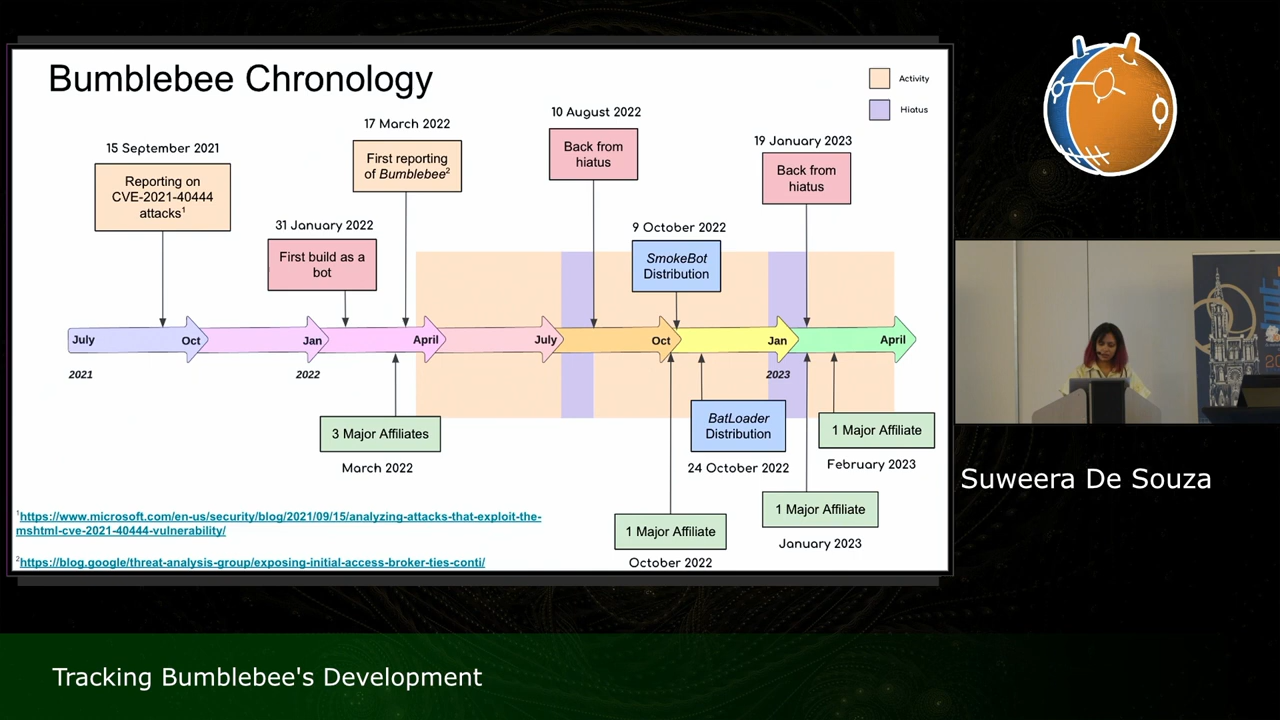 Bumblebee Chronology
Activity
Hiatus
15 September 2021
Reporting on
CVE-2021-40444
attacks¹
17 March 2022
First reporting
of Bumblebee²
31 January 2022
First build as a
bot
10 August 2022
Back from
hiatus
9 October 2022
SmokeBot
Distribution
19 January 2023
Back from
hiatus
July
Oct
Jan
April
July
Oct
Jan
April
2021
2022
2023
3 Major Affiliates
March 2022
BatLoader
Distribution
24 October 2022
1 Major Affiliate
February 2023
1 Major Affiliate
January 2023
1 Major Affiliate
October 2022
¹https://www.microsoft.com/en-us/security/blog/2021/09/15/analyzing-attacks-that-exploit-the-
mshtml-cve-2021-40444-vulnerability/
²https://blog.google/threat-analysis-group/exposing-initial-access-broker-ties-conti/
Suweera De Souza
Tracking Bumblebee's Development